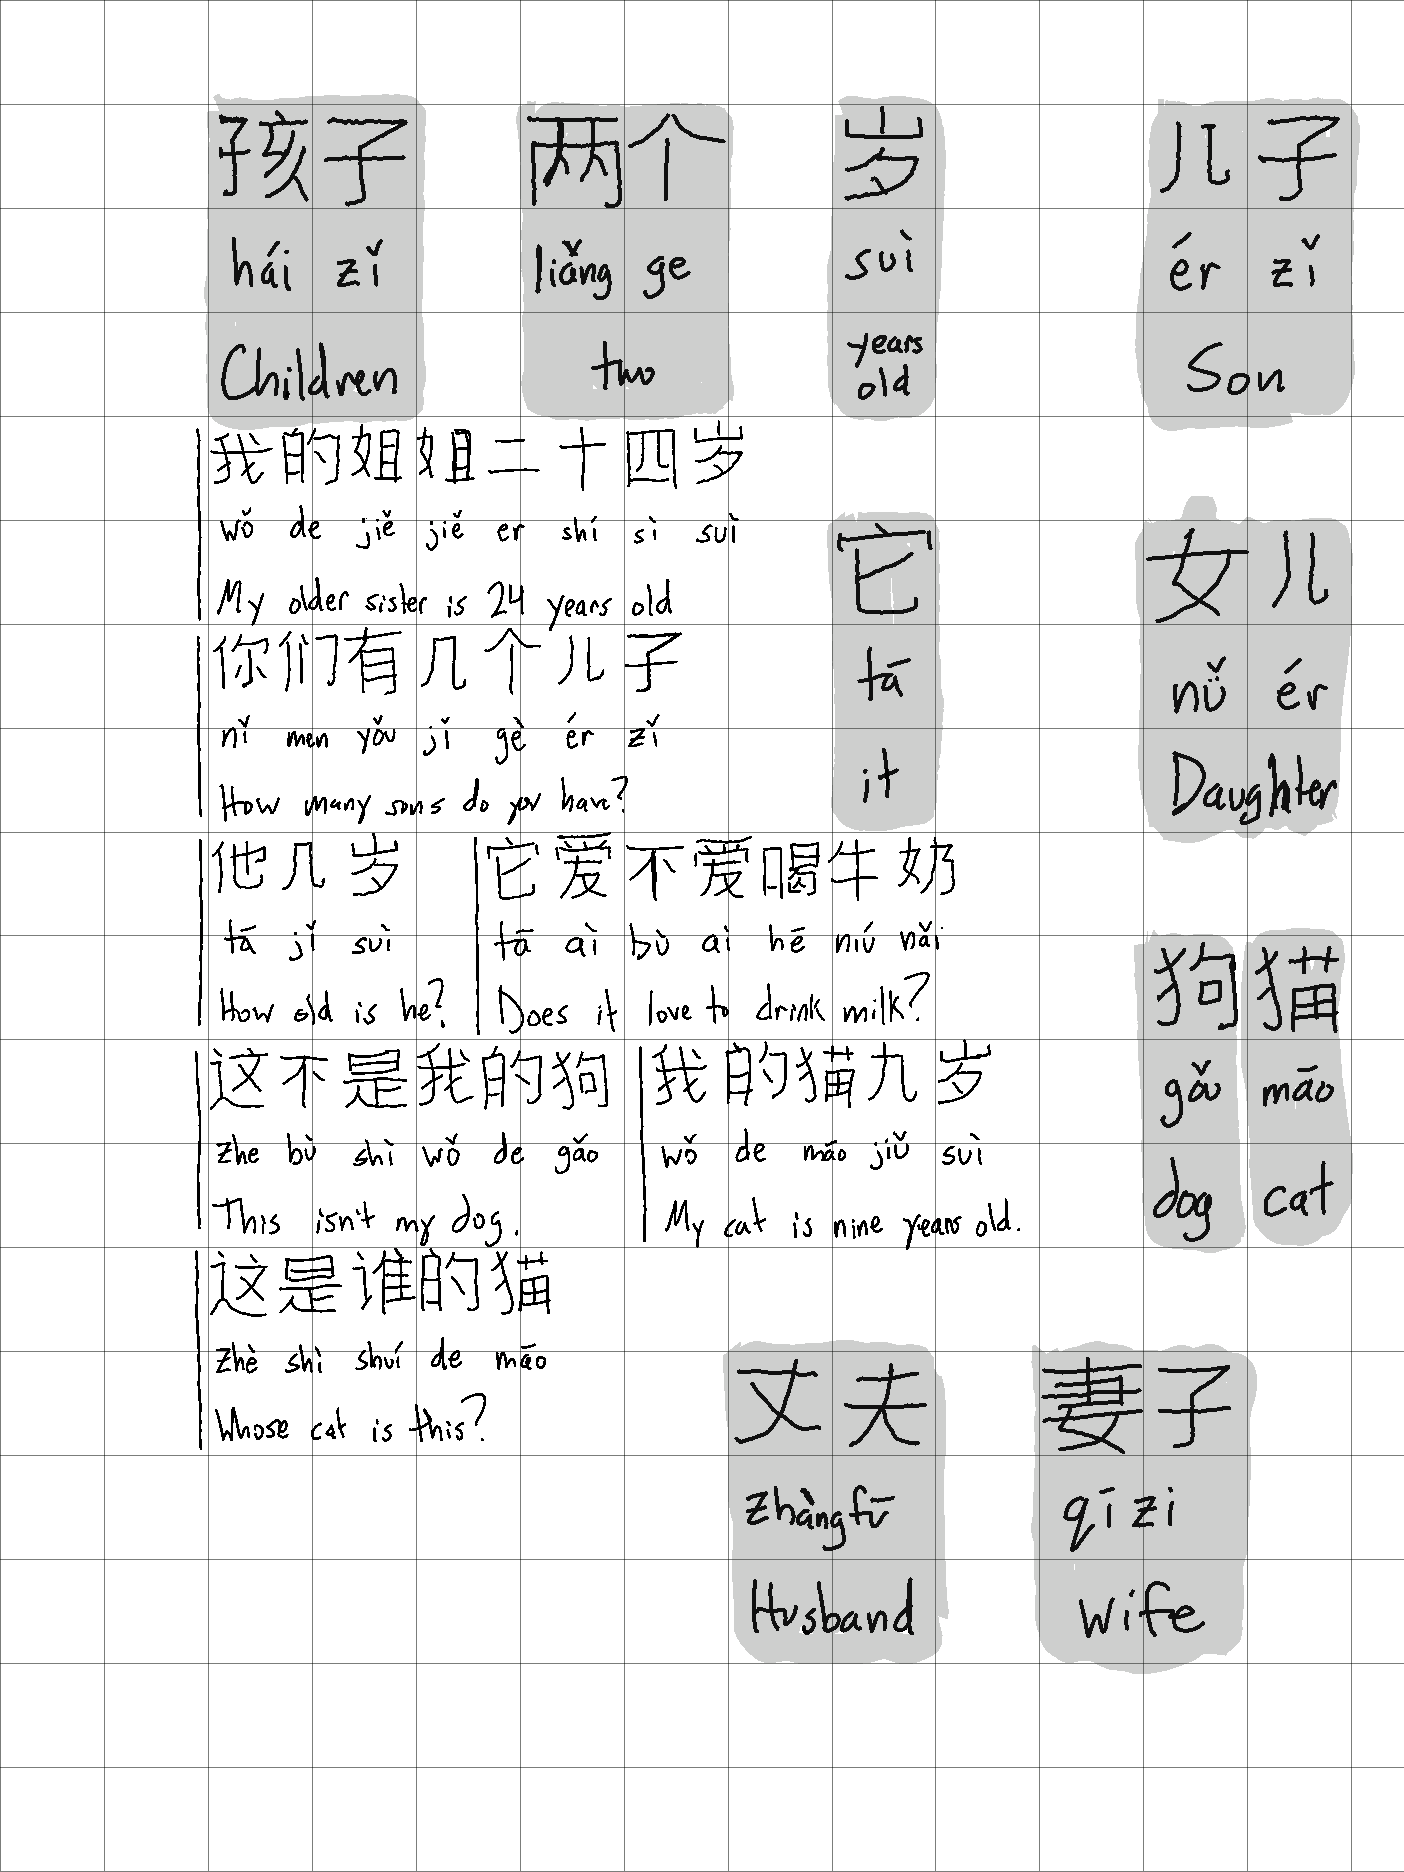 孩子 两个 岁 儿子
hái zǐ liǎng ge suì ér zǐ
Children two years old Son
我的姐姐二十四岁
wǒ de jiě jiě er shí sì suì
My older sister is 24 years old
你们有几个儿子
nǐ men yǒu jǐ gè ér zǐ
How many sons do you have?
它 女儿
tā nǚ ér
it Daughter
他几岁
tā jǐ suì
How old is he?
它爱不爱喝牛奶
tā ài bù ai hē niú nǎi
Does it love to drink milk?
狗 猫
gǒu māo
dog cat
这不是我的狗
zhe bù shì wǒ de gǎo
This isn't my dog.
我的猫九岁
wǒ de māo jiǔ suì
My cat is nine years old.
这是谁的猫
zhè shì shuí de māo
Whose cat is this?
丈夫 妻子
zhàngfū qī zi
Husband wife